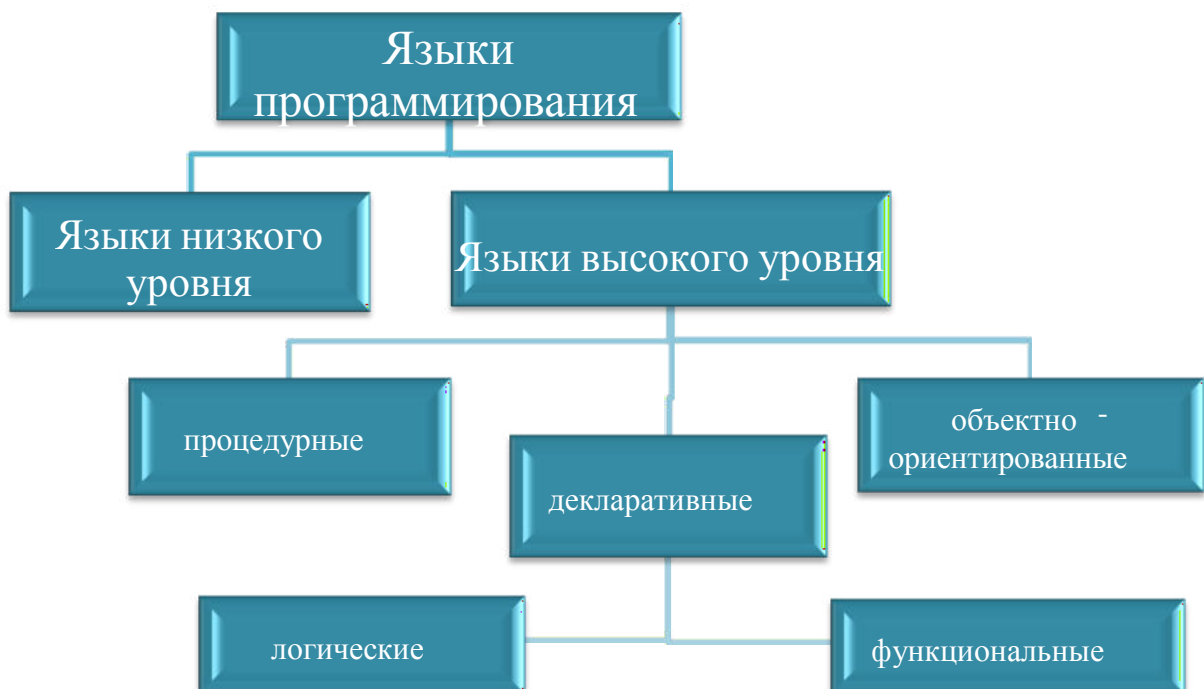 Языки
программирования
Языки низкого
уровня
Языки высокого уровня
процедурные
объектно -
ориентированные
декларативные
логические
функциональные